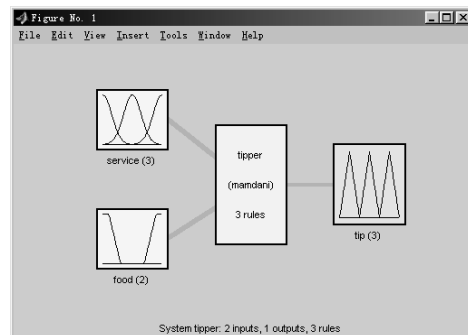 Figure No. 1
File Edit View Insert Tools Window Help
service (3)
food (2)
tipper
(mamdani)
3 rules
tip (3)
System tipper: 2 inputs, 1 outputs, 3 rules